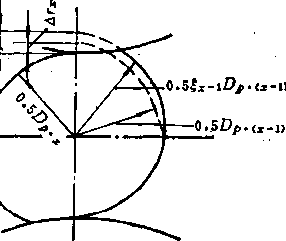 Δr_x
0.5ξ_{x-1}D_{p·(x-1)}
0.5D_{p·x}
0.5D_{p·(x-1)}